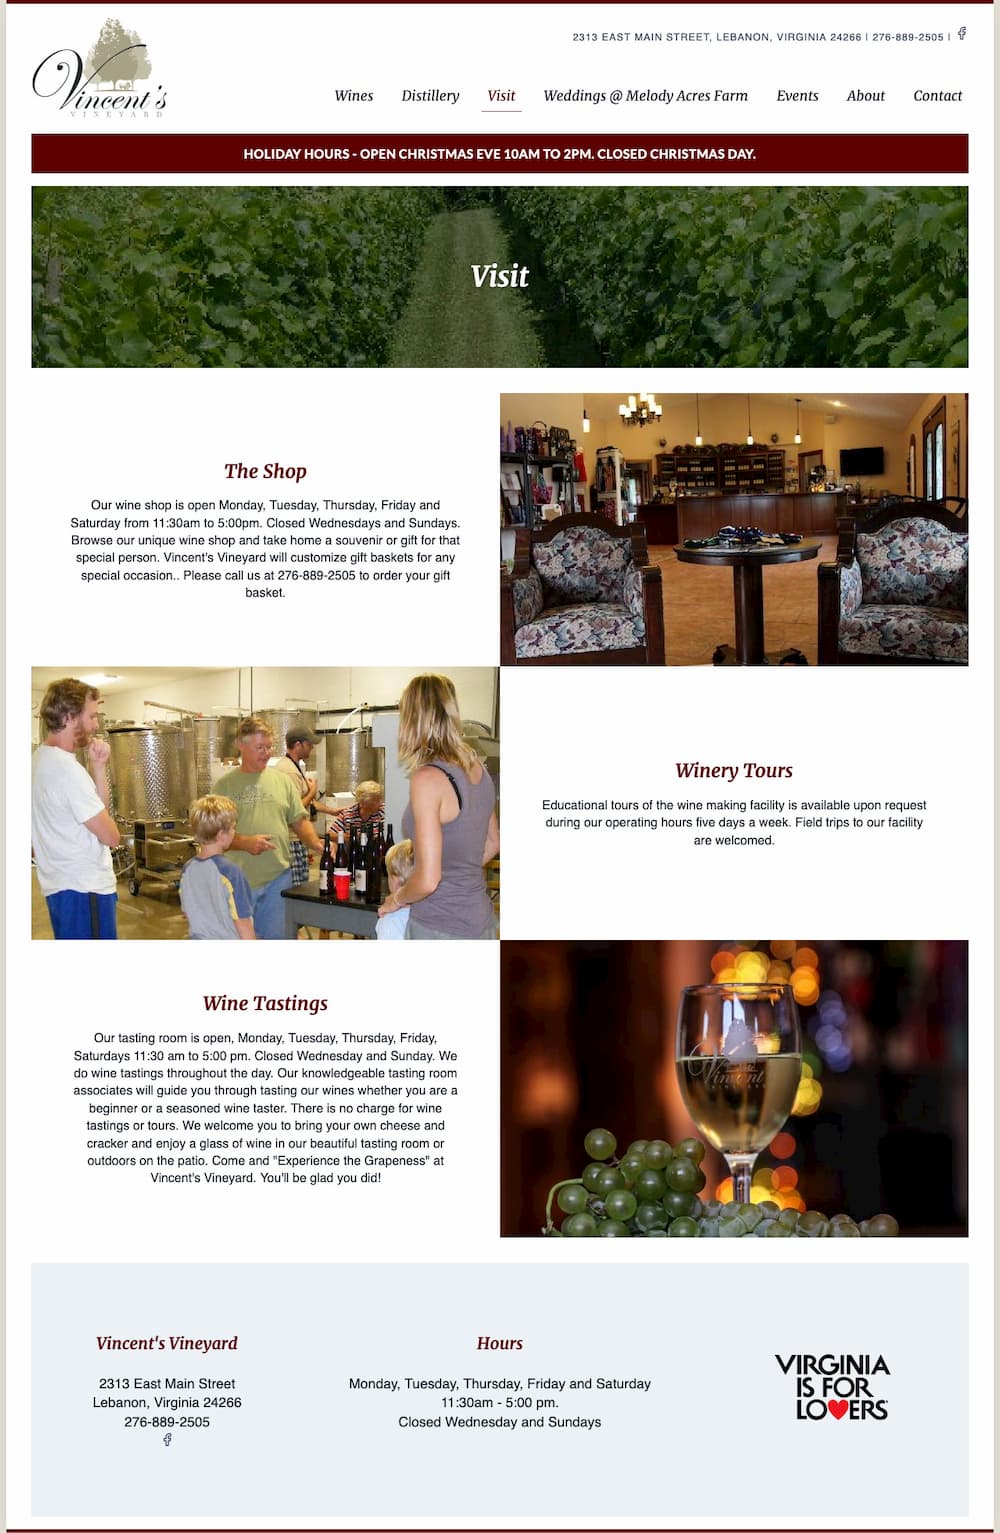 2313 EAST MAIN STREET, LEBANON, VIRGINIA 24266 | 276-889-2505 |
Vincent's
VINEYARD
Wines Distillery Visit Weddings @ Melody Acres Farm Events About Contact
HOLIDAY HOURS - OPEN CHRISTMAS EVE 10AM TO 2PM. CLOSED CHRISTMAS DAY.
Visit
The Shop
Our wine shop is open Monday, Tuesday, Thursday, Friday and
Saturday from 11:30am to 5:00pm. Closed Wednesdays and Sundays.
Browse our unique wine shop and take home a souvenir or gift for that
special person. Vincent's Vineyard will customize gift baskets for any
special occasion.. Please call us at 276-889-2505 to order your gift
basket.
Winery Tours
Educational tours of the wine making facility is available upon request
during our operating hours five days a week. Field trips to our facility
are welcomed.
Wine Tastings
Our tasting room is open, Monday, Tuesday, Thursday, Friday,
Saturdays 11:30 am to 5:00 pm. Closed Wednesday and Sunday. We
do wine tastings throughout the day. Our knowledgeable tasting room
associates will guide you through tasting our wines whether you are a
beginner or a seasoned wine taster. There is no charge for wine
tastings or tours. We welcome you to bring your own cheese and
cracker and enjoy a glass of wine in our beautiful tasting room or
outdoors on the patio. Come and "Experience the Grapeness" at
Vincent's Vineyard. You'll be glad you did!
Vincent
Vincent's Vineyard
2313 East Main Street
Lebanon, Virginia 24266
276-889-2505
Hours
Monday, Tuesday, Thursday, Friday and Saturday
11:30am - 5:00 pm.
Closed Wednesday and Sundays
VIRGINIA
IS FOR
LO♥ERS